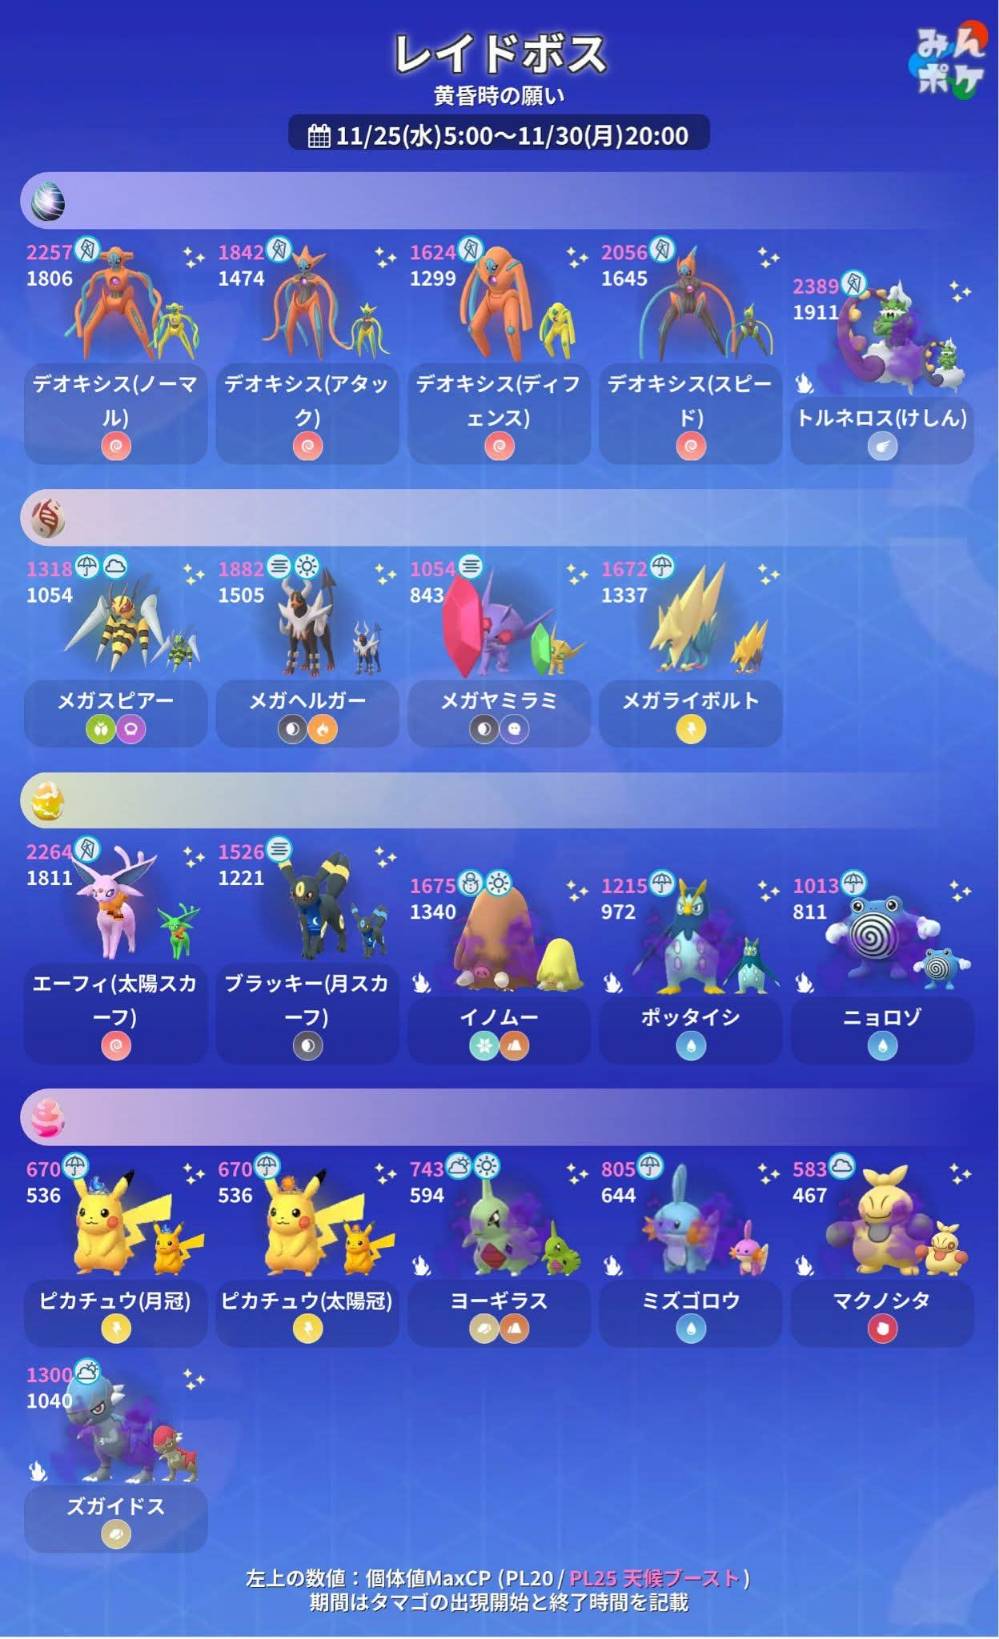 レイドボス
みん
ポケ
黄昏時の願い
11/25(水)5:00〜11/30(月)20:00
2257
1806
1842
1474
1624
1299
2056
1645
2389
1911
デオキシス(ノーマ
ル)
デオキシス(アタッ
ク)
デオキシス(ディフ
ェンス)
デオキシス(スピー
ド)
トルネロス(けしん)
1318
1054
1882
1505
1054
843
1672
1337
メガスピアー
メガヘルガー
メガヤミラミ
メガライボルト
2264
1811
1526
1221
1675
1340
1215
972
1013
811
エーフィ(太陽スカ
ーフ)
ブラッキー(月スカ
ーフ)
イノムー
ポッタイシ
ニョロゾ
670
536
670
536
743
594
805
644
583
467
ピカチュウ(月冠)
ピカチュウ(太陽冠)
ヨーギラス
ミズゴロウ
マクノシタ
1300
1040
ズガイドス
左上の数値：個体値MaxCP (PL20 / PL25 天候ブースト)
期間はタマゴの出現開始と終了時間を記載